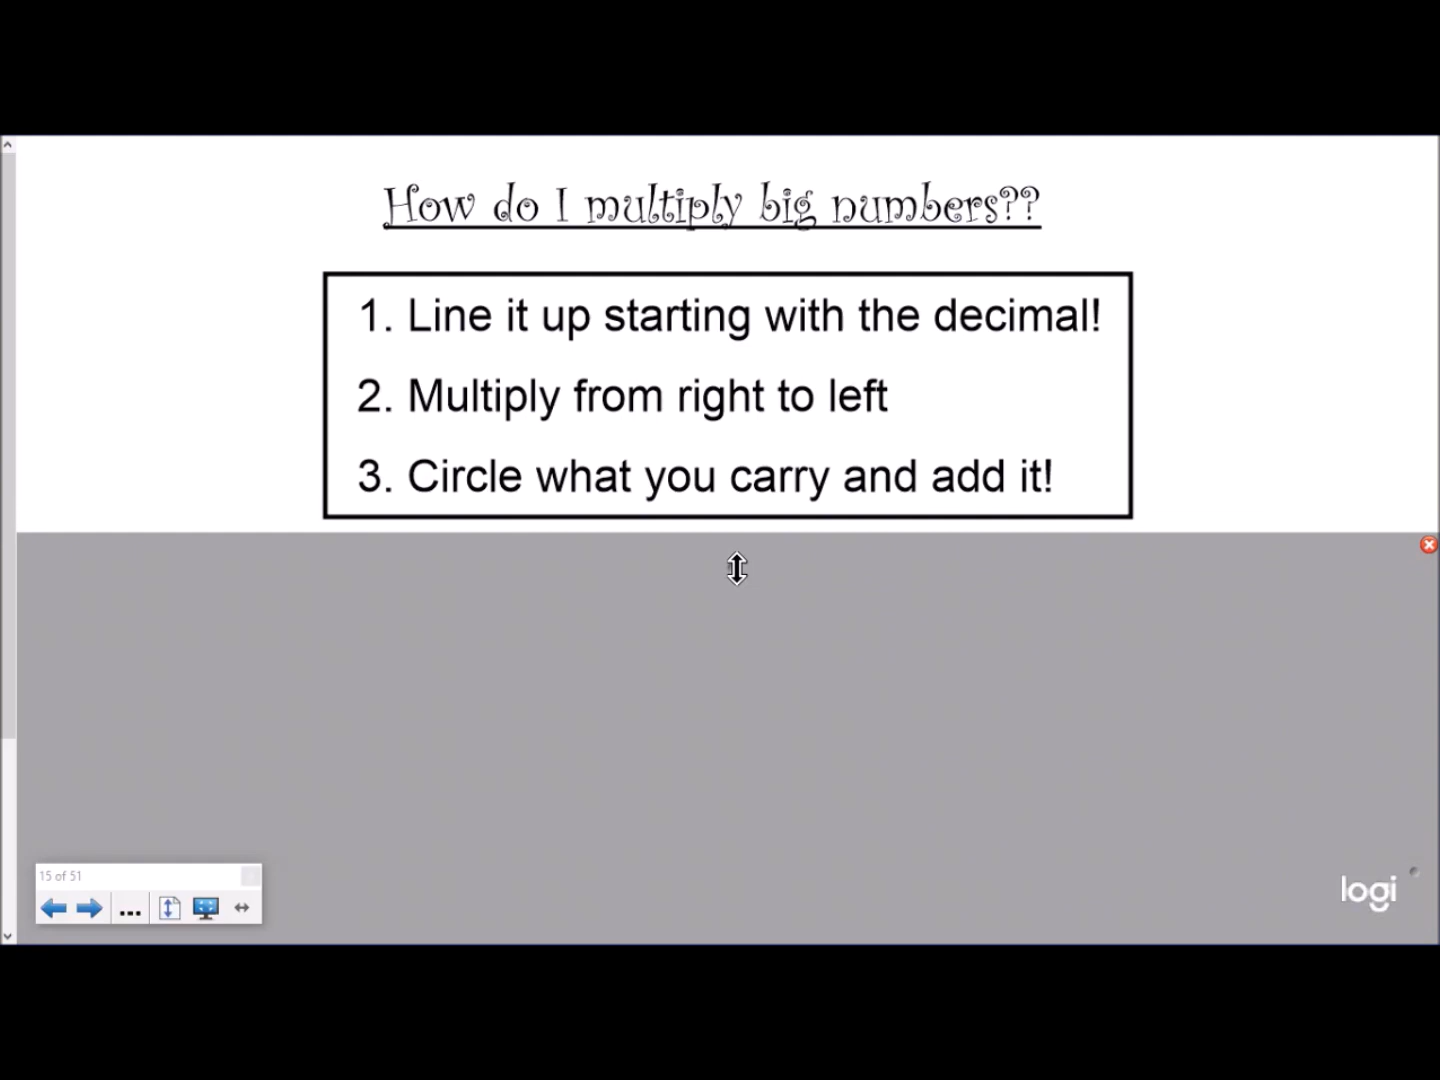 How do I multiply big numbers??
1. Line it up starting with the decimal!
2. Multiply from right to left
3. Circle what you carry and add it!
15 of 51
...
logi